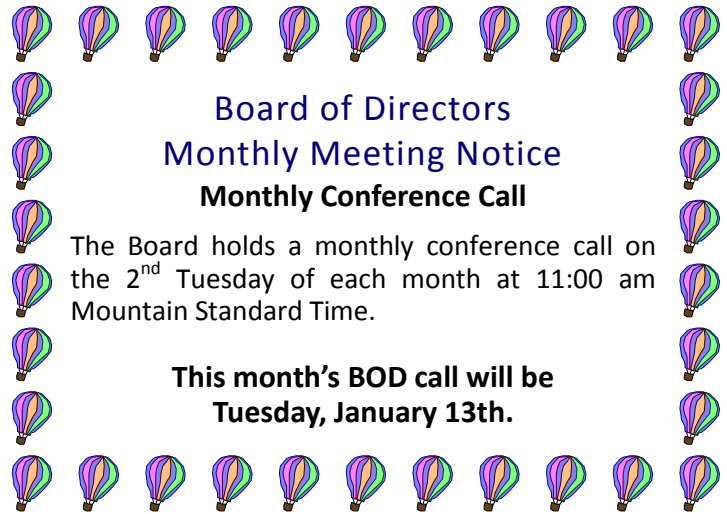 Board of Directors
Monthly Meeting Notice
Monthly Conference Call
The Board holds a monthly conference call on
the 2nd Tuesday of each month at 11:00 am
Mountain Standard Time.
This month’s BOD call will be
Tuesday, January 13th.